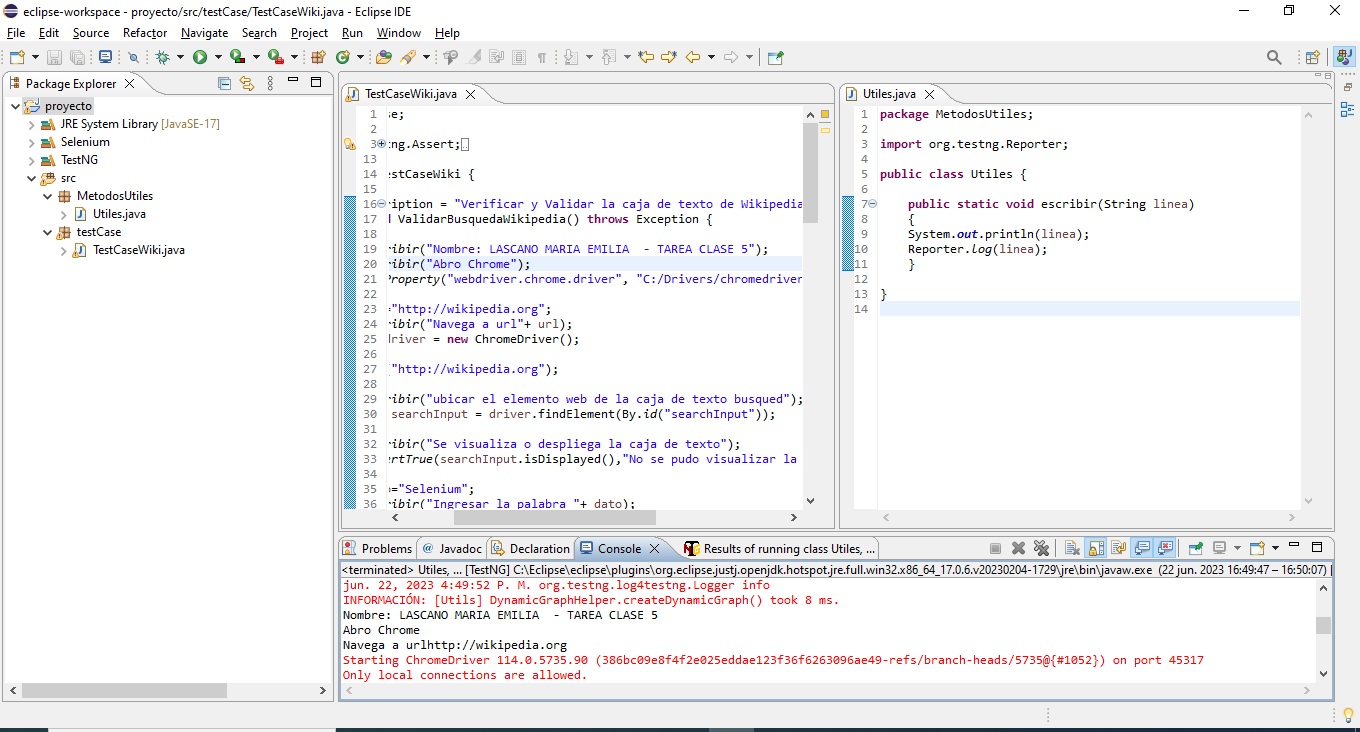 eclipse-workspace - proyecto/src/testCase/TestCaseWiki.java - Eclipse IDE
File Edit Source Refactor Navigate Search Project Run Window Help
Package Explorer
proyecto
JRE System Library [JavaSE-17]
Selenium
TestNG
src
MetodosUtiles
Utiles.java
testCase
TestCaseWiki.java
TestCaseWiki.java
1 se;
2
3 ng.Assert;
13
14 estCaseWiki {
15
16 ription = "Verificar y Validar la caja de texto de Wikipedia
17 d ValidarBusquedaWikipedia() throws Exception {
18
19 ribir("Nombre: LASCANO MARIA EMILIA  - TAREA CLASE 5");
20 ribir("Abro Chrome");
21 Property("webdriver.chrome.driver", "C:/Drivers/chromedriver
22
23 ="http://wikipedia.org";
24 ribir("Navega a url"+ url);
25 driver = new ChromeDriver();
26
27 "http://wikipedia.org");
28
29 ribir("ubicar el elemento web de la caja de texto busqued");
30 searchInput = driver.findElement(By.id("searchInput"));
31
32 ribir("Se visualiza o despliega la caja de texto");
33 ertTrue(searchInput.isDisplayed(),"No se pudo visualizar la
34
35 o="Selenium";
36 ribir("Ingresar la palabra "+ dato);
Utiles.java
1 package MetodosUtiles;
2
3 import org.testng.Reporter;
4
5 public class Utiles {
6
7 public static void escribir(String linea)
8 {
9 System.out.println(linea);
10 Reporter.log(linea);
11 }
12
13 }
14
Problems Javadoc Declaration Console Results of running class Utiles, ...
<terminated> Utiles, ... [TestNG] C:\Eclipse\eclipse\plugins\org.eclipse.justj.openjdk.hotspot.jre.full.win32.x86_64_17.0.6.v20230204-1729\jre\bin\javaw.exe (22 jun. 2023 16:49:47 – 16:50:07)
jun. 22, 2023 4:49:52 P. M. org.testng.log4testng.Logger info
INFORMACIÓN: [Utils] DynamicGraphHelper.createDynamicGraph() took 8 ms.
Nombre: LASCANO MARIA EMILIA  - TAREA CLASE 5
Abro Chrome
Navega a urlhttp://wikipedia.org
Starting ChromeDriver 114.0.5735.90 (386bc09e8f4f2e025eddae123f36f6263096ae49-refs/branch-heads/5735@{#1052}) on port 45317
Only local connections are allowed.